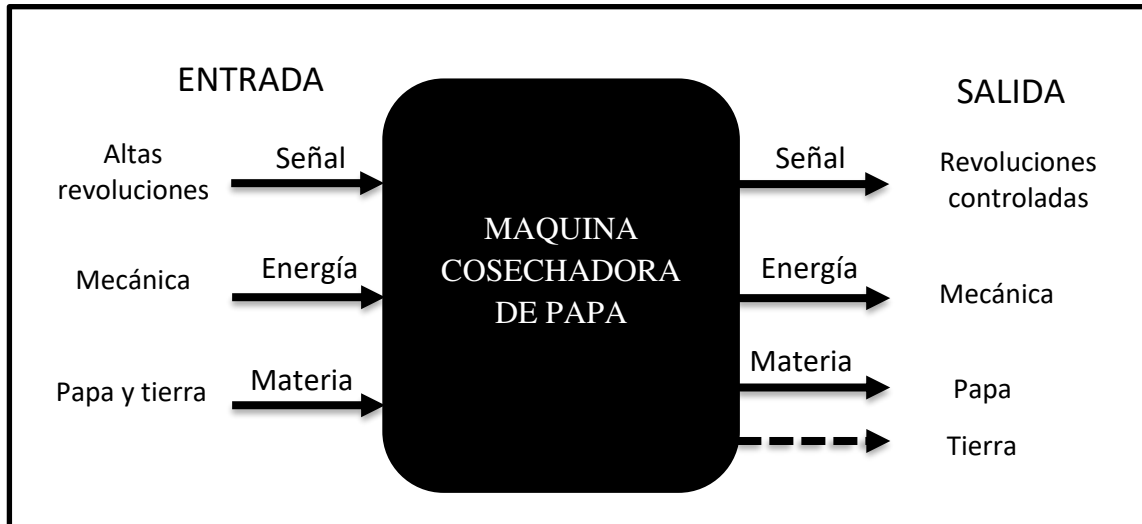 ENTRADA
SALIDA
Altas
revoluciones
Señal
Mecánica
Energía
Papa y tierra
Materia
MAQUINA
COSECHADORA
DE PAPA
Señal
Revoluciones
controladas
Energía
Mecánica
Materia
Papa
Tierra